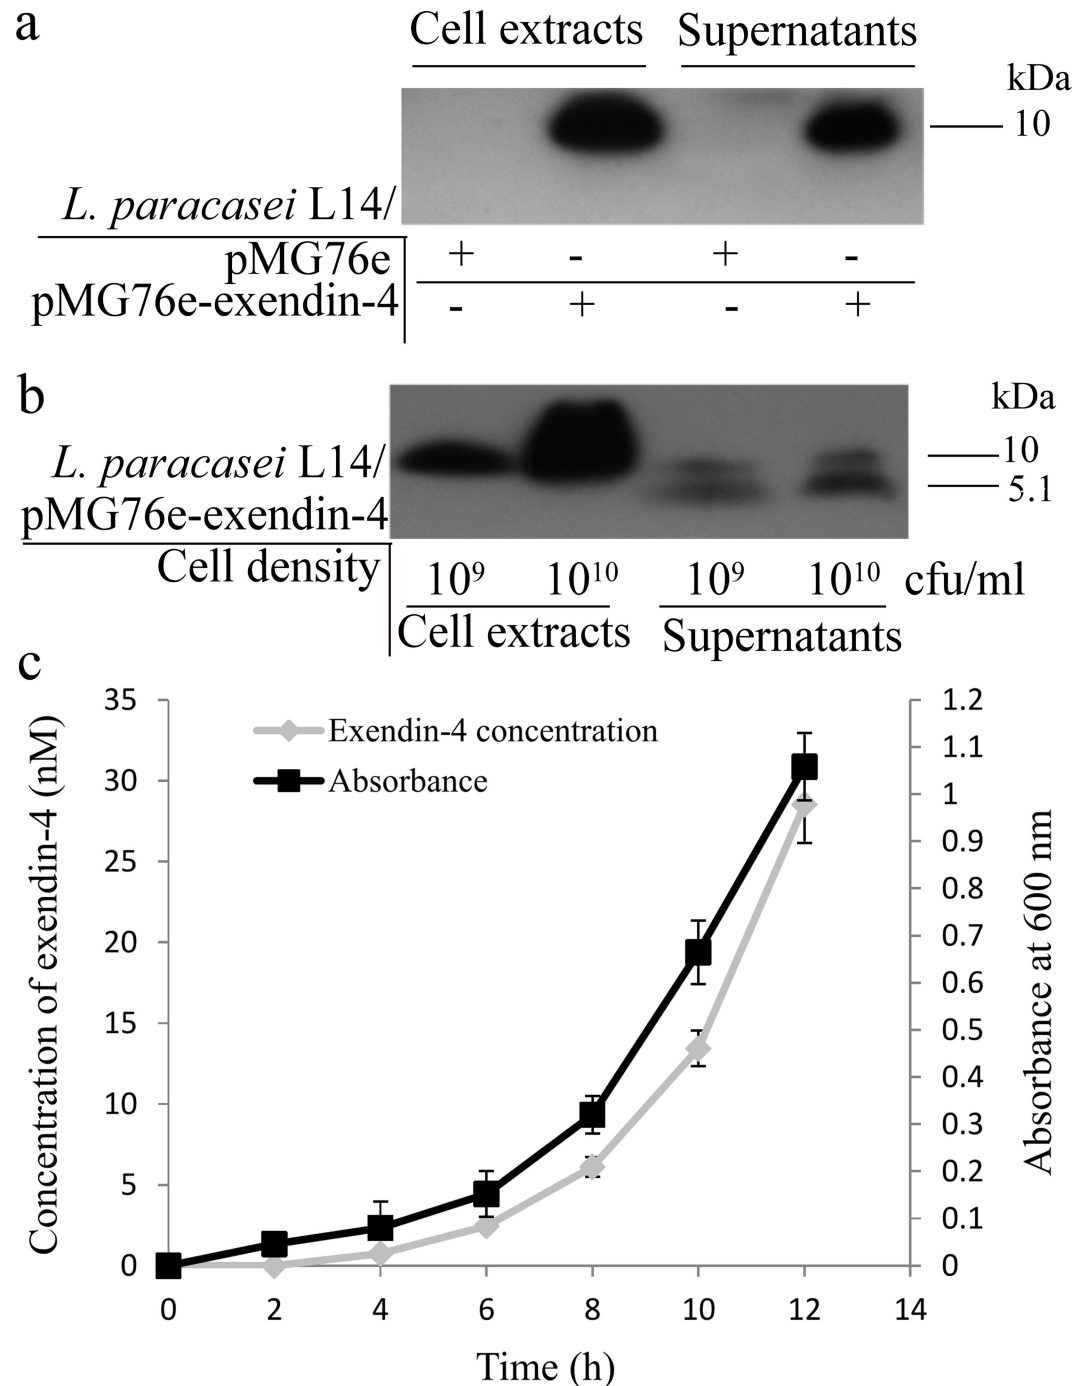 a
Cell extracts Supernatants
kDa
10
L. paracasei L14/
pMG76e + - + -
pMG76e-exendin-4 - + - +
b
kDa
L. paracasei L14/ 10
pMG76e-exendin-4 5.1
Cell density 10⁹ 10¹⁰ 10⁹ 10¹⁰ cfu/ml
Cell extracts Supernatants
c
Concentration of exendin-4 (nM)
35
30
25
20
15
10
5
0
Exendin-4 concentration
Absorbance
1.2
1.1
1
0.9
0.8
0.7
0.6
0.5
0.4
0.3
0.2
0.1
0
Absorbance at 600 nm
0 2 4 6 8 10 12 14
Time (h)